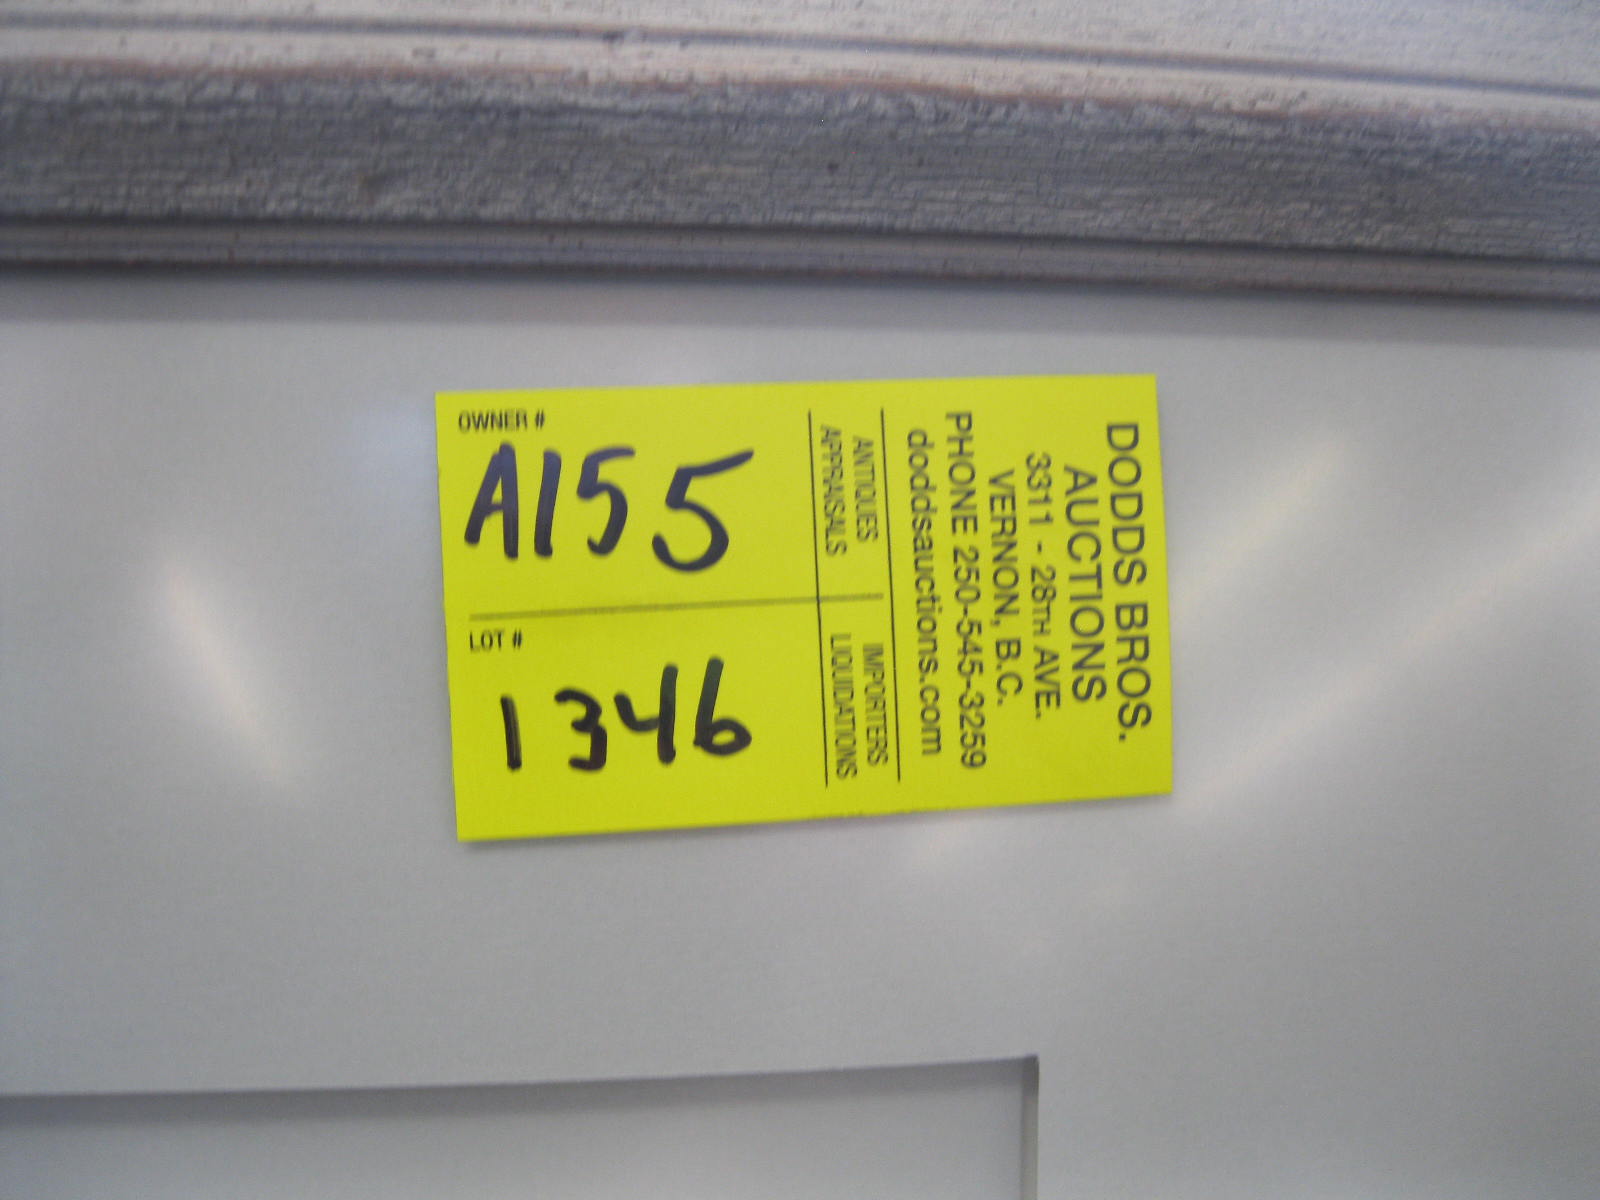 DODDS BROS.
AUCTIONS
3311 - 28TH AVE.
VERNON, B.C.
PHONE 250-545-3259
doddsauctions.com
ANTIQUES IMPORTERS
APPRAISALS LIQUIDATIONS
OWNER #
A155
LOT #
1346